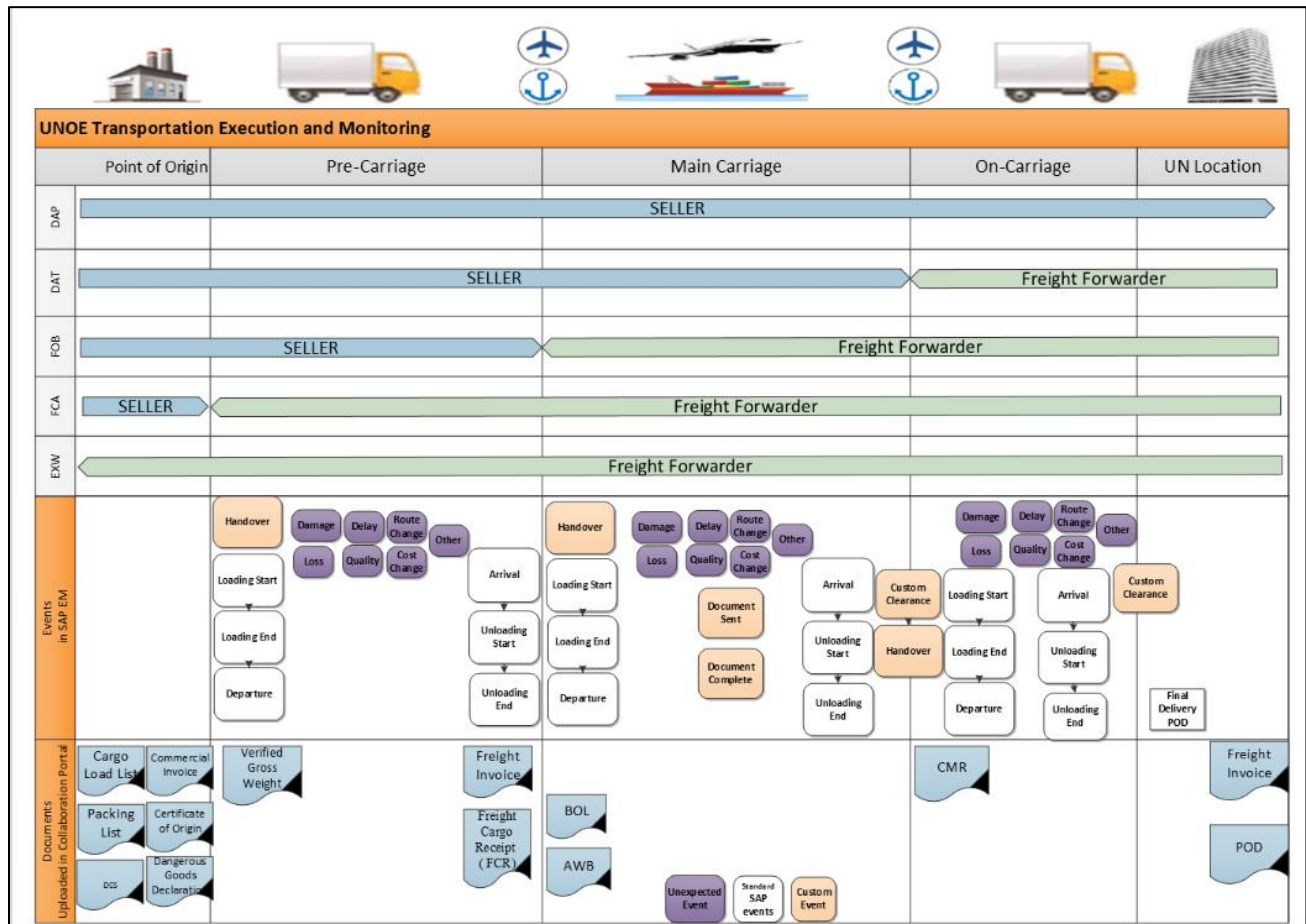 UNOE Transportation Execution and Monitoring
Point of Origin
Pre-Carriage
Main Carriage
On-Carriage
UN Location
DAP
SELLER
DAT
SELLER
Freight Forwarder
FOB
SELLER
Freight Forwarder
FCA
SELLER
Freight Forwarder
EXW
Freight Forwarder
Events
in SAP EM
Handover
Loading Start
Loading End
Departure
Damage
Delay
Route
Change
Other
Loss
Quality
Cost
Change
Arrival
Unloading
Start
Unloading
End
Handover
Loading Start
Loading End
Departure
Damage
Delay
Route
Change
Other
Loss
Quality
Cost
Change
Document
Sent
Document
Complete
Arrival
Unloading
Start
Unloading
End
Custom
Clearance
Handover
Loading Start
Loading End
Departure
Damage
Delay
Route
Change
Other
Loss
Quality
Cost
Change
Arrival
Unloading
Start
Unloading
End
Custom
Clearance
Final
Delivery
POD
Documents
Uploaded in Collaboration Portal
Cargo
Load List
Commercial
Invoice
Packing
List
Certificate
of Origin
DGS
Dangerous
Goods
Declaration
Verified
Gross
Weight
Freight
Invoice
Freight
Cargo
Receipt
(FCR)
BOL
AWB
CMR
Freight
Invoice
POD
Unexpected
Event
Standard
SAP
events
Custom
Event